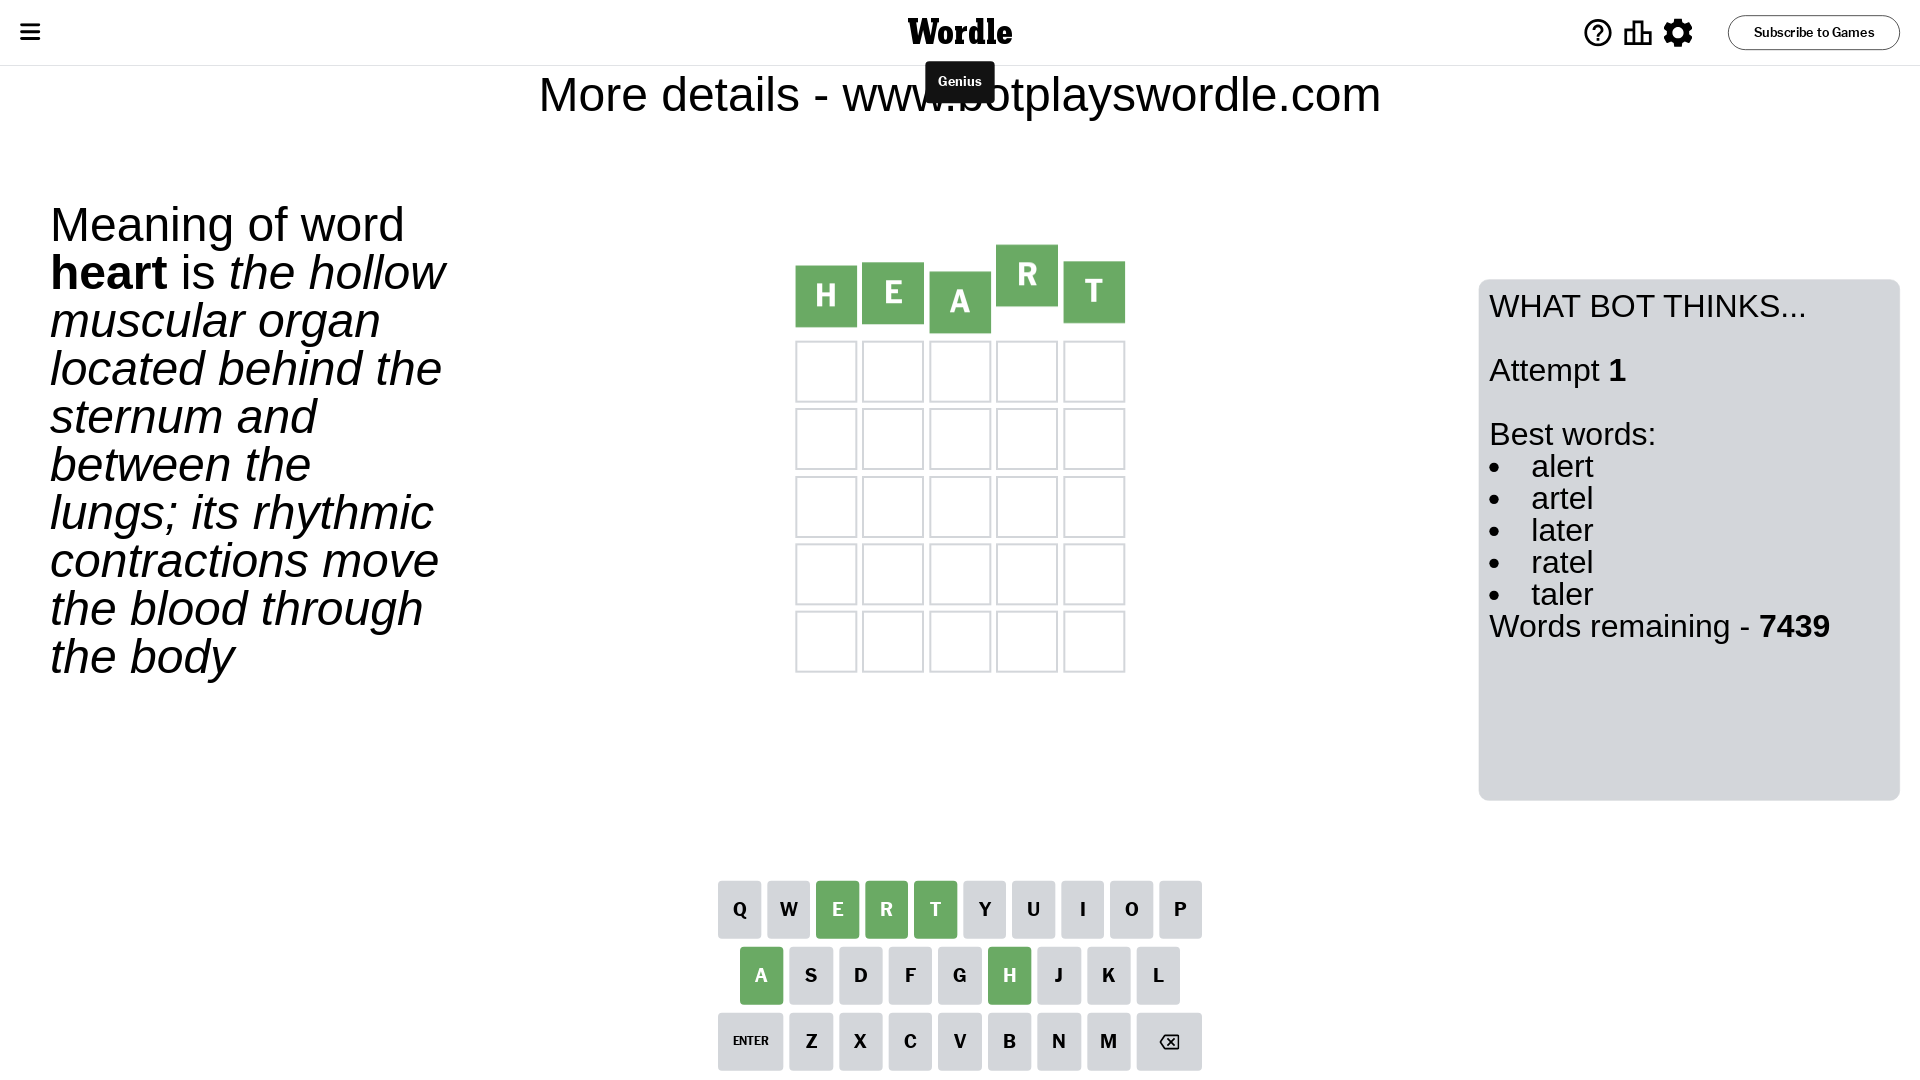 Wordle
Subscribe to Games
Genius
More details - www.botplayswordle.com
Meaning of word
heart is the hollow
muscular organ
located behind the
sternum and
between the
lungs; its rhythmic
contractions move
the blood through
the body
H E A R T
WHAT BOT THINKS...
Attempt 1
Best words:
• alert
• artel
• later
• ratel
• taler
Words remaining - 7439
Q W E R T Y U I O P
A S D F G H J K L
ENTER Z X C V B N M